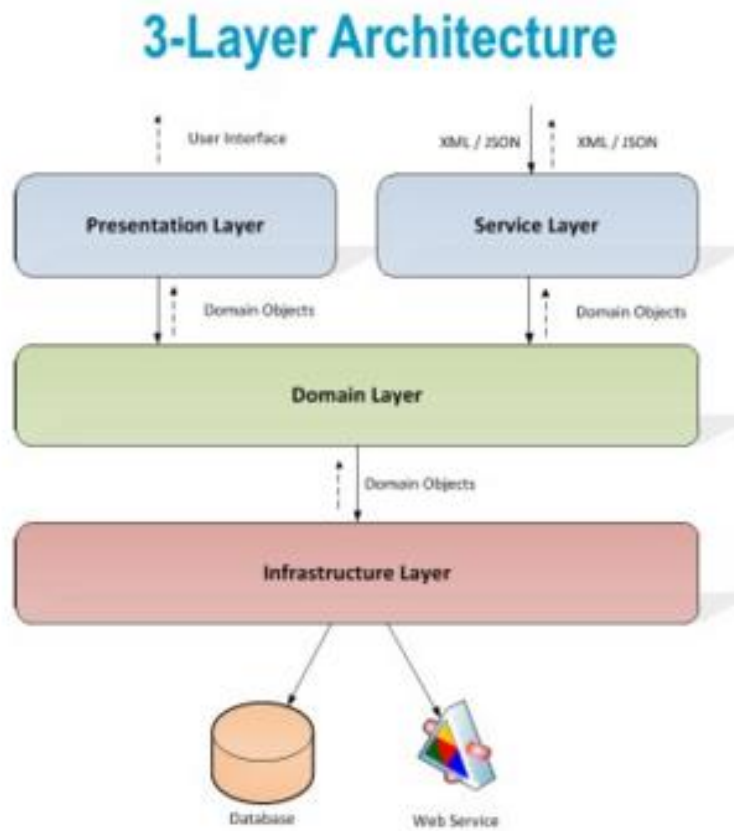 3-Layer Architecture
User Interface
XML / JSON
XML / JSON
Presentation Layer
Service Layer
Domain Objects
Domain Objects
Domain Layer
Domain Objects
Infrastructure Layer
Database
Web Service